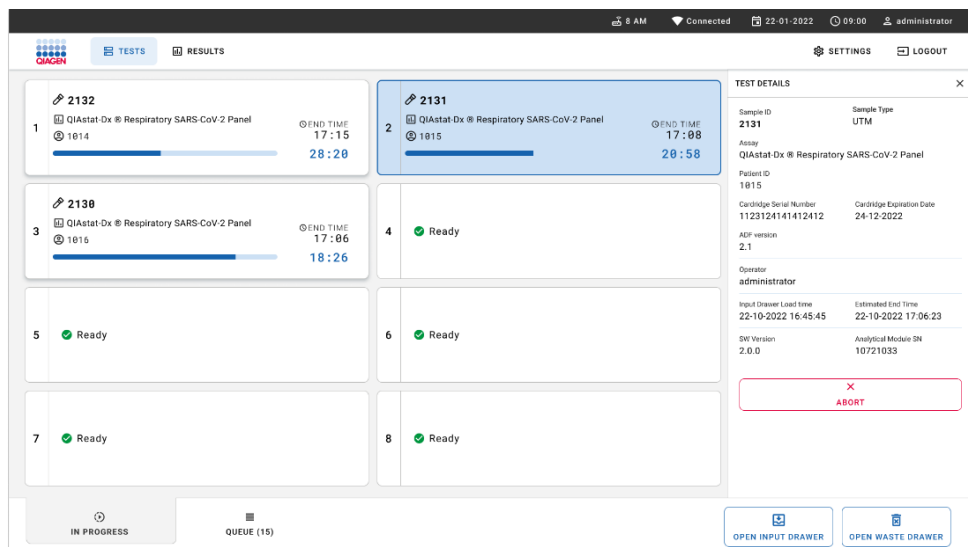 8 AM
Connected
22-01-2022
09:00
administrator
QIAGEN
TESTS
RESULTS
SETTINGS
LOGOUT
1
2132
QIAstat-Dx ® Respiratory SARS-CoV-2 Panel
1014
END TIME
17:15
28:20
2
2131
QIAstat-Dx ® Respiratory SARS-CoV-2 Panel
1015
END TIME
17:08
20:58
3
2130
QIAstat-Dx ® Respiratory SARS-CoV-2 Panel
1016
END TIME
17:06
18:26
4
Ready
5
Ready
6
Ready
7
Ready
8
Ready
TEST DETAILS
Sample ID
2131
Sample Type
UTM
Assay
QIAstat-Dx ® Respiratory SARS-CoV-2 Panel
Patient ID
1015
Cardridge Serial Number
1123124141412412
Cardridge Expiration Date
24-12-2022
ADF version
2.1
Operator
administrator
Input Drawer Load time
22-10-2022 16:45:45
Estimated End Time
22-10-2022 17:06:23
SW Version
2.0.0
Analytical Module SN
10721033
ABORT
IN PROGRESS
QUEUE (15)
OPEN INPUT DRAWER
OPEN WASTE DRAWER